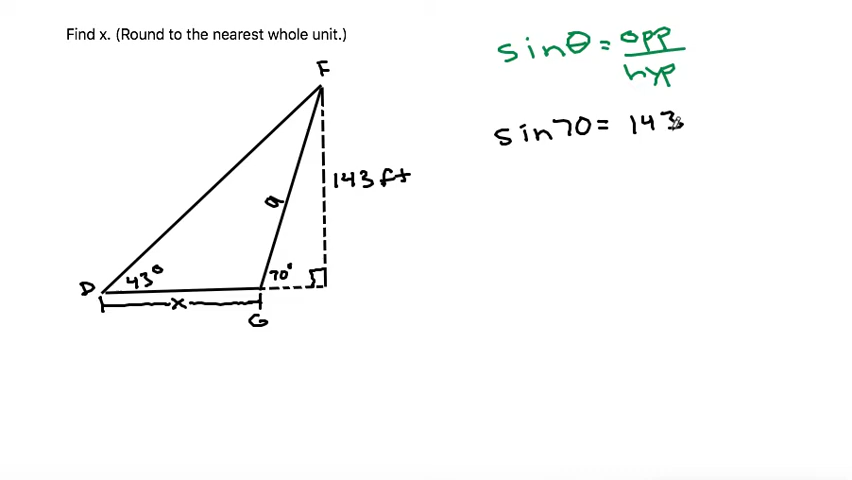 Find x. (Round to the nearest whole unit.)
sinθ = opp
hyp
sin70 = 143
F
143 ft
a
D
43°
70°
x
G